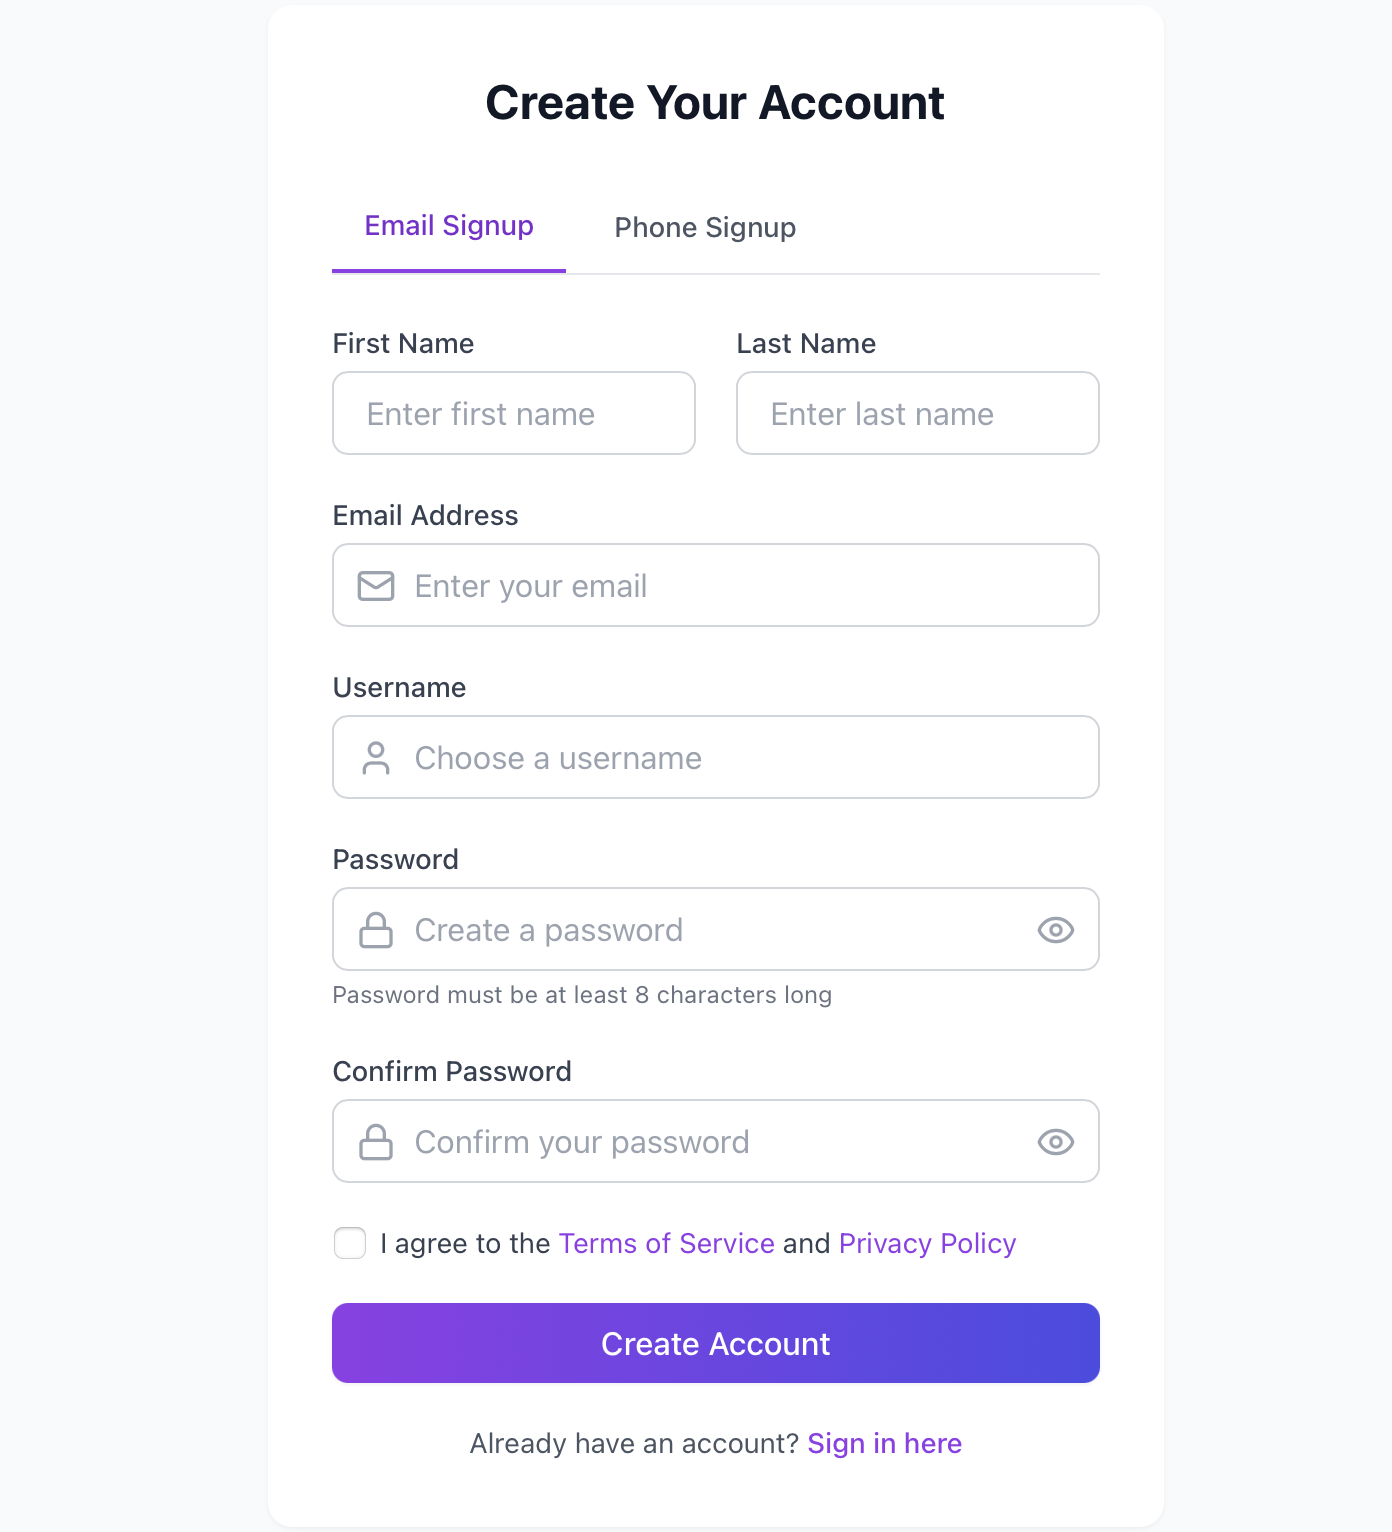 Create Your Account
Email Signup Phone Signup
First Name Last Name
Enter first name Enter last name
Email Address
Enter your email
Username
Choose a username
Password
Create a password
Password must be at least 8 characters long
Confirm Password
Confirm your password
I agree to the Terms of Service and Privacy Policy
Create Account
Already have an account? Sign in here